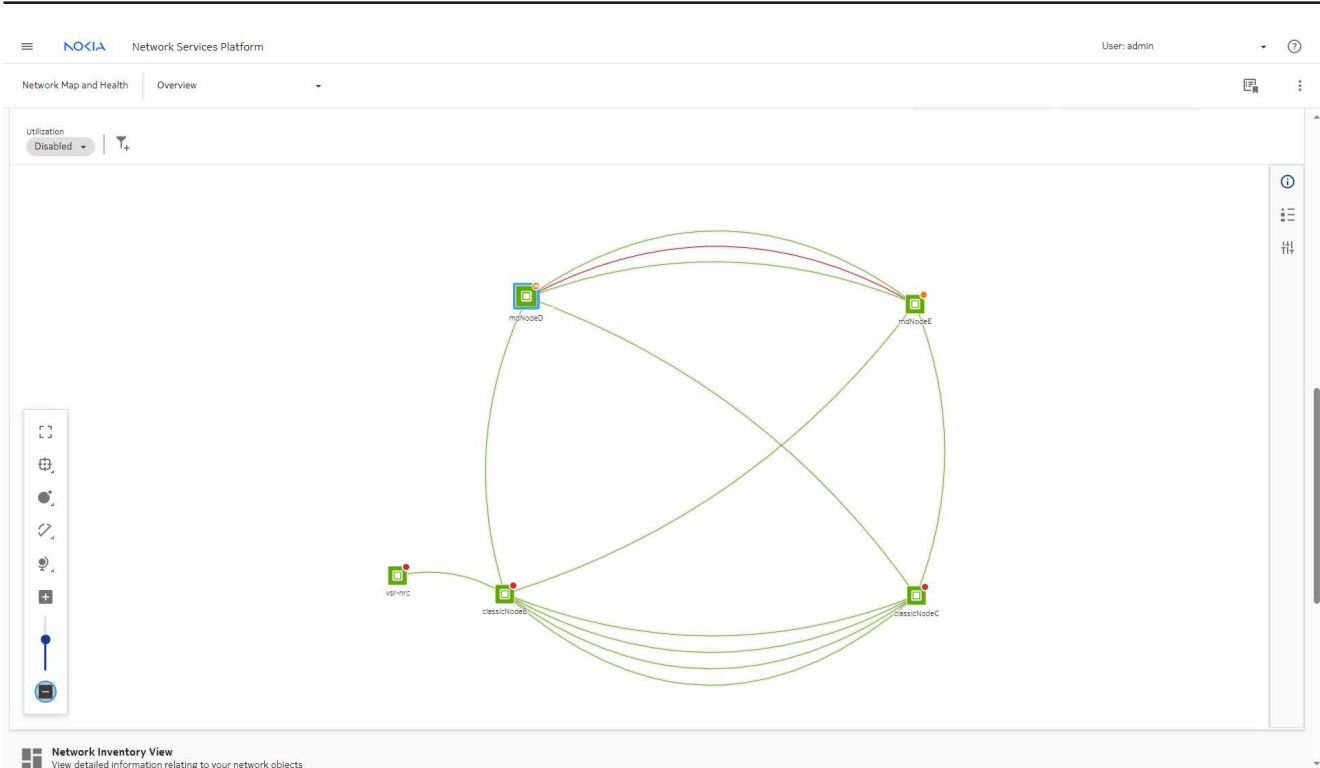 NOKIA Network Services Platform User: admin
Network Map and Health Overview
Utilization
Disabled
mdNodeD
mdNodeE
vsr-nrc
classicNodeB
classicNodeC
Network Inventory View
View detailed information relating to your network objects